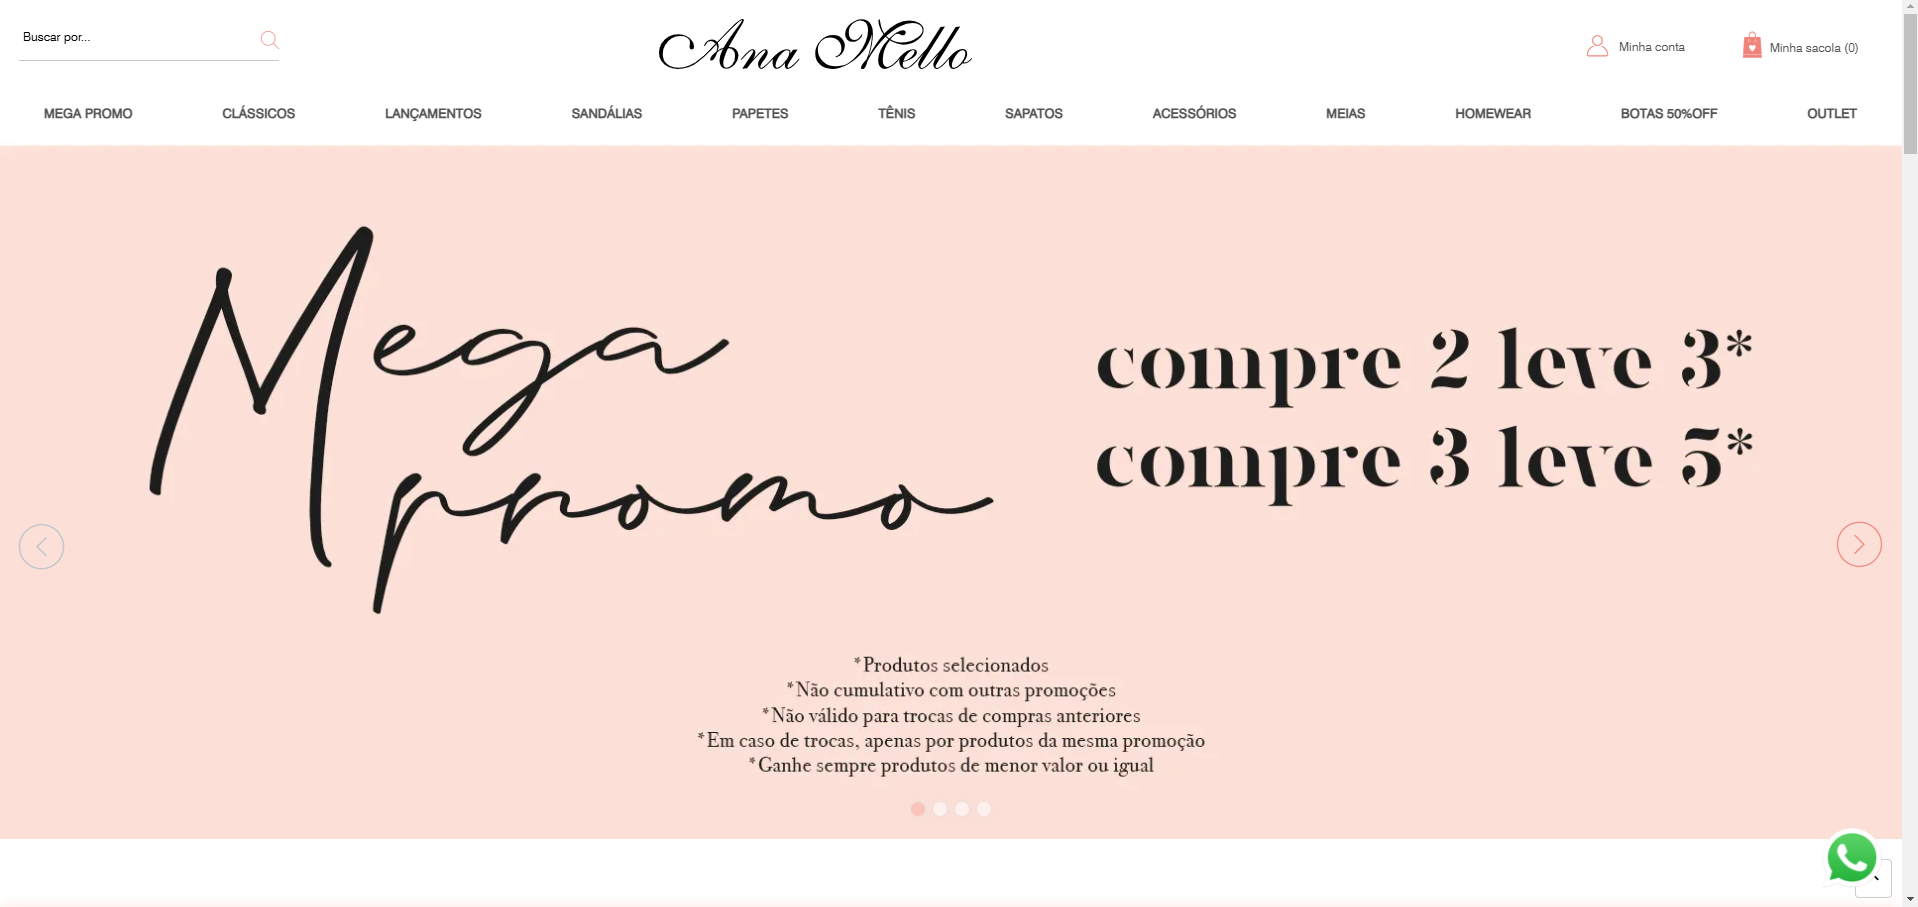 Buscar por...
Ana Mello
Minha conta
Minha sacola (0)
MEGA PROMO
CLÁSSICOS
LANÇAMENTOS
SANDÁLIAS
PAPETES
TÊNIS
SAPATOS
ACESSÓRIOS
MEIAS
HOMEWEAR
BOTAS 50%OFF
OUTLET
Mega
promo
compre 2 leve 3*
compre 3 leve 5*
*Produtos selecionados
*Não cumulativo com outras promoções
*Não válido para trocas de compras anteriores
*Em caso de trocas, apenas por produtos da mesma promoção
*Ganhe sempre produtos de menor valor ou igual